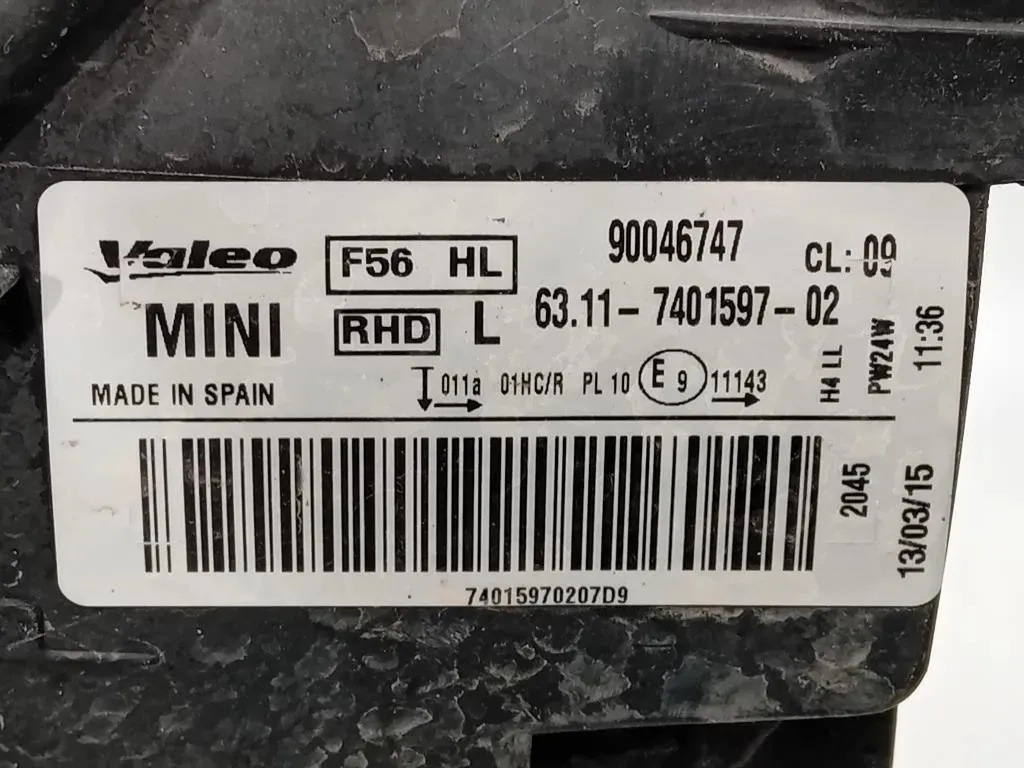 Valeo F56 HL 90046747 CL: 09
MINI RHD L 63.11-7401597-02
MADE IN SPAIN 011a 01HC/R PL 10 E 9 11143
H4 LL
PW24W 11:36
2045
13/03/15
74015970207D9